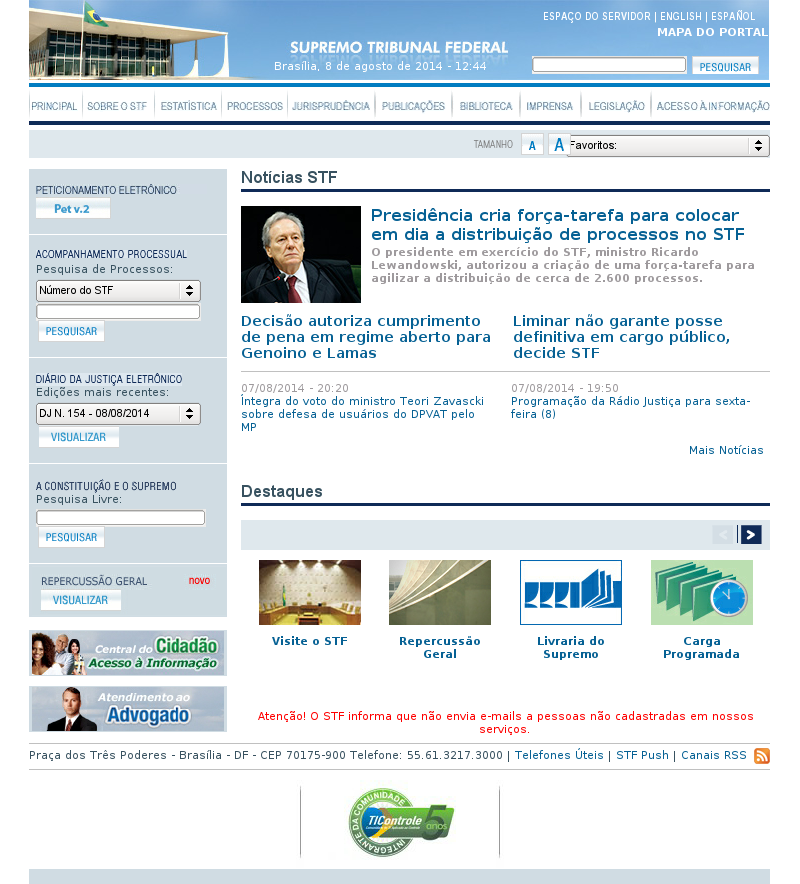 ESPAÇO DO SERVIDOR | ENGLISH | ESPAÑOL
MAPA DO PORTAL
SUPREMO TRIBUNAL FEDERAL
Brasília, 8 de agosto de 2014 - 12:44
PESQUISAR
PRINCIPAL SOBRE O STF ESTATÍSTICA PROCESSOS JURISPRUDÊNCIA PUBLICAÇÕES BIBLIOTECA IMPRENSA LEGISLAÇÃO ACESSO À INFORMAÇÃO
TAMANHO A A Favoritos:
PETICIONAMENTO ELETRÔNICO
Pet v.2
ACOMPANHAMENTO PROCESSUAL
Pesquisa de Processos:
Número do STF
PESQUISAR
DIÁRIO DA JUSTIÇA ELETRÔNICO
Edições mais recentes:
DJ N. 154 - 08/08/2014
VISUALIZAR
A CONSTITUIÇÃO E O SUPREMO
Pesquisa Livre:
PESQUISAR
REPERCUSSÃO GERAL novo
VISUALIZAR
Central do Cidadão
Acesso à Informação
Atendimento ao
Advogado
Notícias STF
Presidência cria força-tarefa para colocar
em dia a distribuição de processos no STF
O presidente em exercício do STF, ministro Ricardo
Lewandowski, autorizou a criação de uma força-tarefa para
agilizar a distribuição de cerca de 2.600 processos.
Decisão autoriza cumprimento
de pena em regime aberto para
Genoino e Lamas
Liminar não garante posse
definitiva em cargo público,
decide STF
07/08/2014 - 20:20
Íntegra do voto do ministro Teori Zavascki
sobre defesa de usuários do DPVAT pelo
MP
07/08/2014 - 19:50
Programação da Rádio Justiça para sexta-
feira (8)
Mais Notícias
Destaques
< | >
Visite o STF
Repercussão
Geral
Livraria do
Supremo
Carga
Programada
Atenção! O STF informa que não envia e-mails a pessoas não cadastradas em nossos
serviços.
Praça dos Três Poderes - Brasília - DF - CEP 70175-900 Telefone: 55.61.3217.3000 | Telefones Úteis | STF Push | Canais RSS
INTEGRANTE DA COMUNIDADE
TIControle
5 anos